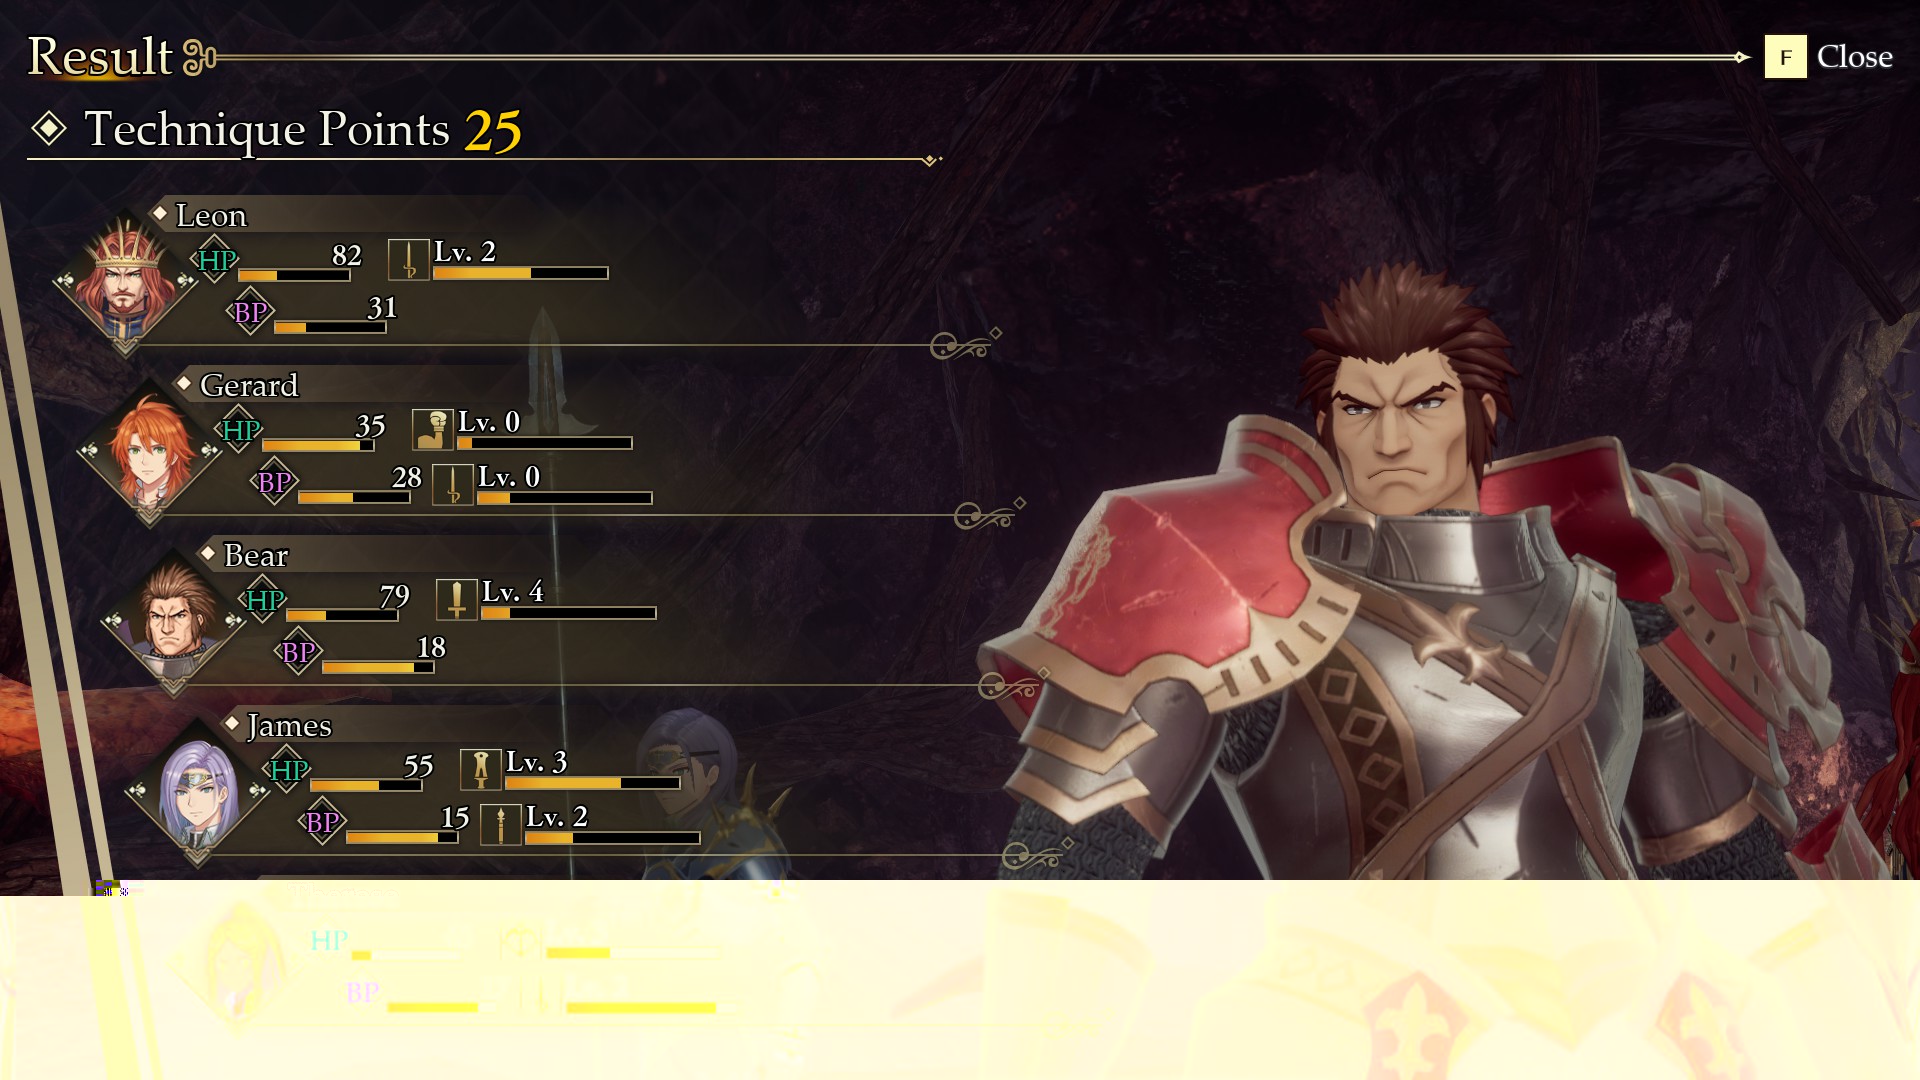 Result
F Close
Technique Points 25
Leon
HP 82 Lv. 2
BP 31
Gerard
HP 35 Lv. 0
BP 28 Lv. 0
Bear
HP 79 Lv. 4
BP 18
James
HP 55 Lv. 3
BP 15 Lv. 2
HP
BP